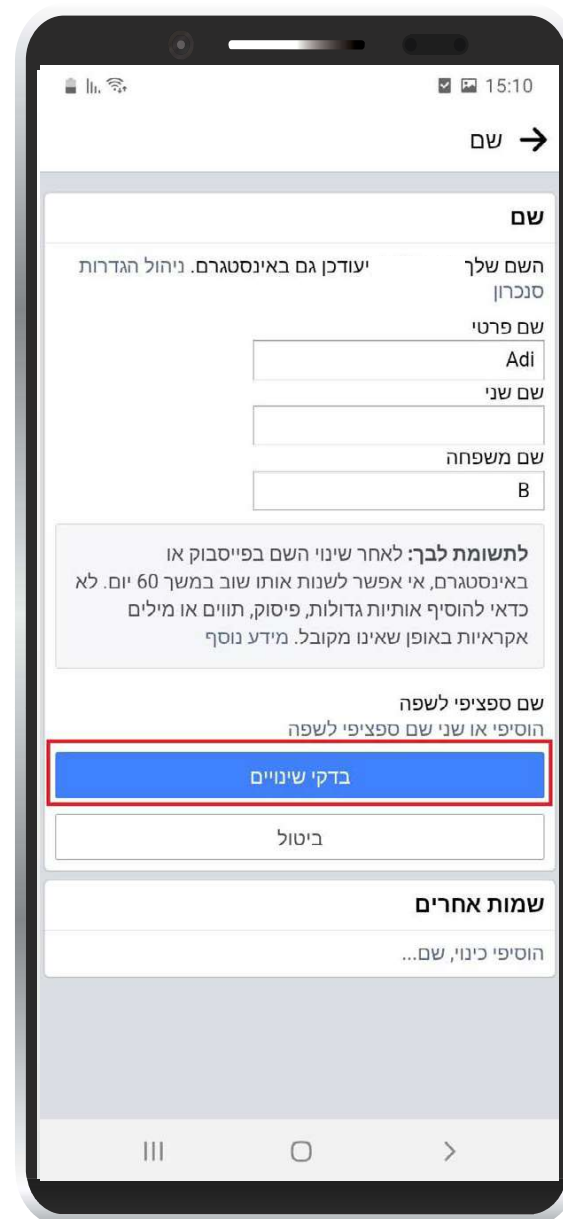 15:10
שם
שם
השם שלך יעודכן גם באינסטגרם. ניהול הגדרות
סנכרון
שם פרטי
Adi
שם שני
שם משפחה
B
לתשומת לבך: לאחר שינוי השם בפייסבוק או
באינסטגרם, אי אפשר לשנות אותו שוב במשך 60 יום. לא
כדאי להוסיף אותיות גדולות, פיסוק, תווים או מילים
אקראיות באופן שאינו מקובל. מידע נוסף
שם ספציפי לשפה
הוסיפי או שני שם ספציפי לשפה
בדקי שינויים
ביטול
שמות אחרים
הוסיפי כינוי, שם...